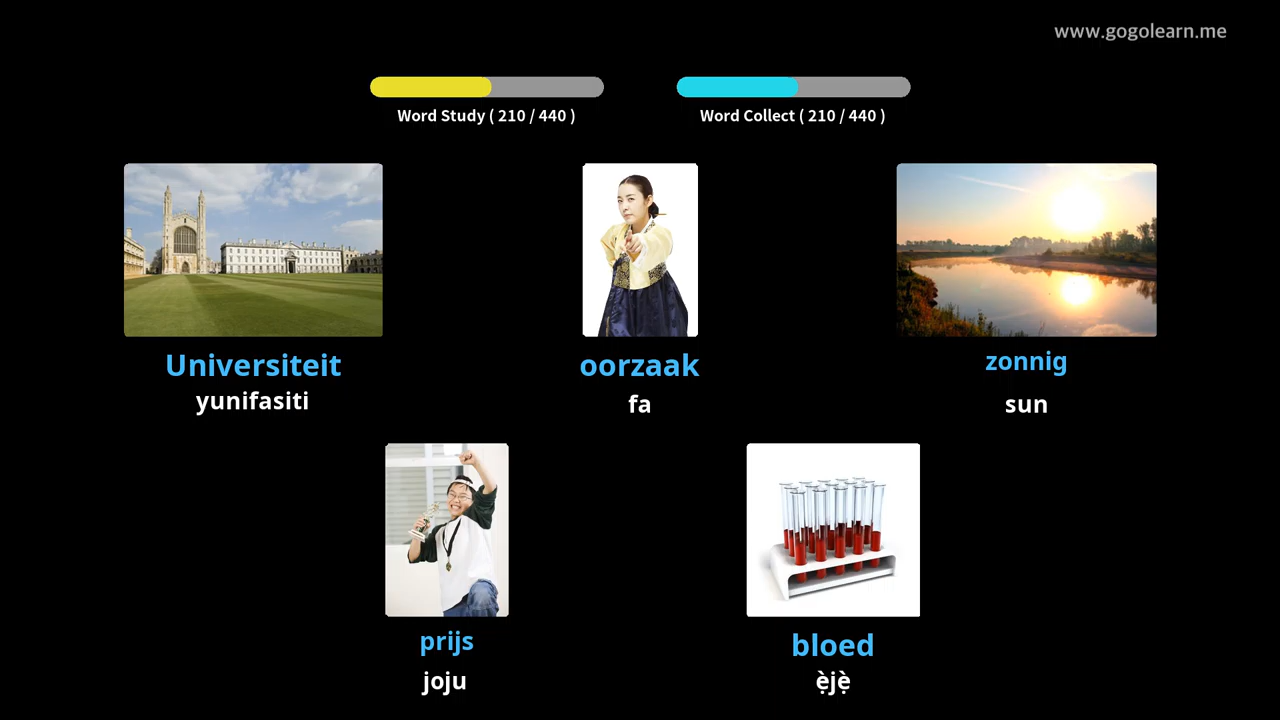 www.gogolearn.me
Word Study ( 210 / 440 )
Word Collect ( 210 / 440 )
Universiteit
yunifasiti
oorzaak
fa
zonnig
sun
prijs
joju
bloed
ẹ̀jẹ̀